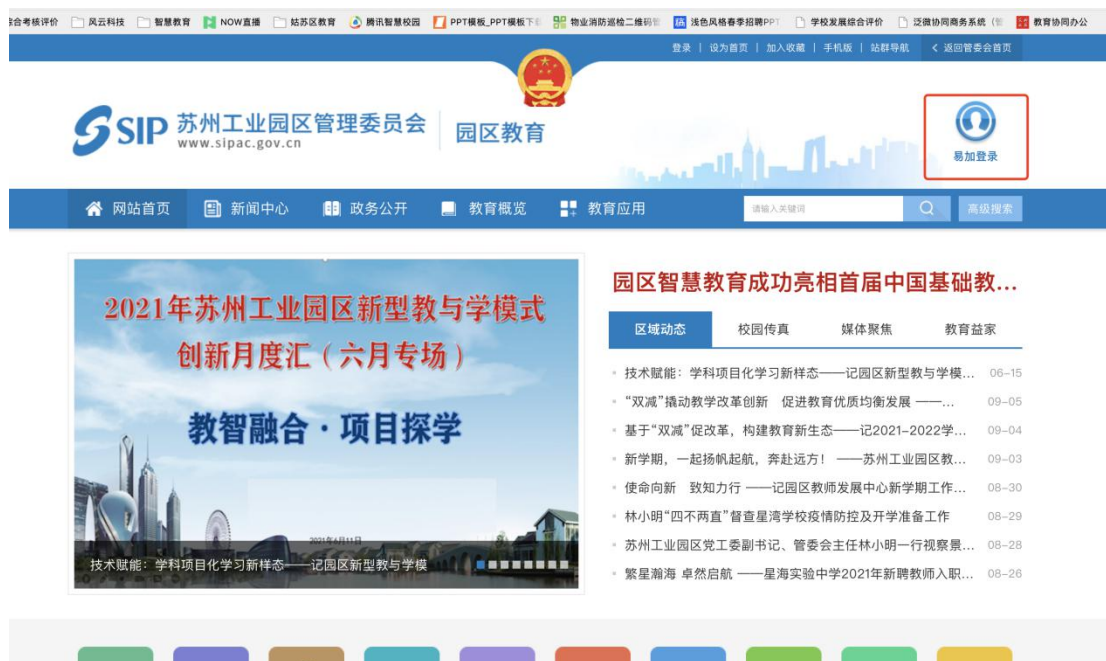 综合考核评价 风云科技 智慧教育 NOW直播 姑苏区教育 腾讯智慧校园 PPT模板_PPT模板下 物业消防巡检二维码 浅色风格春季招聘PPT 学校发展综合评价 泛微协同商务系统 教育协同办公
登录 | 设为首页 | 加入收藏 | 手机版 | 站群导航 < 返回管委会首页
SIP 苏州工业园区管理委员会 园区教育
www.sipac.gov.cn
易加登录
网站首页 新闻中心 政务公开 教育概览 教育应用 请输入关键词 高级搜索
2021年苏州工业园区新型教与学模式
创新月度汇（六月专场）
教智融合·项目探学
2021年6月11日
技术赋能：学科项目化学习新样态——记园区新型教与学模
园区智慧教育成功亮相首届中国基础教...
区域动态 校园传真 媒体聚焦 教育益家
技术赋能：学科项目化学习新样态——记园区新型教与学模... 06-15
“双减”撬动教学改革创新 促进教育优质均衡发展 ——... 09-05
基于“双减”促改革，构建教育新生态——记2021-2022学... 09-04
新学期，一起扬帆起航，奔赴远方！ ——苏州工业园区教... 09-03
使命向新 致知力行 ——记园区教师发展中心新学期工作... 08-30
林小明“四不两直”督查星湾学校疫情防控及开学准备工作 08-29
苏州工业园区党工委副书记、管委会主任林小明一行视察景... 08-28
繁星瀚海 卓然启航 ——星海实验中学2021年新聘教师入职... 08-26